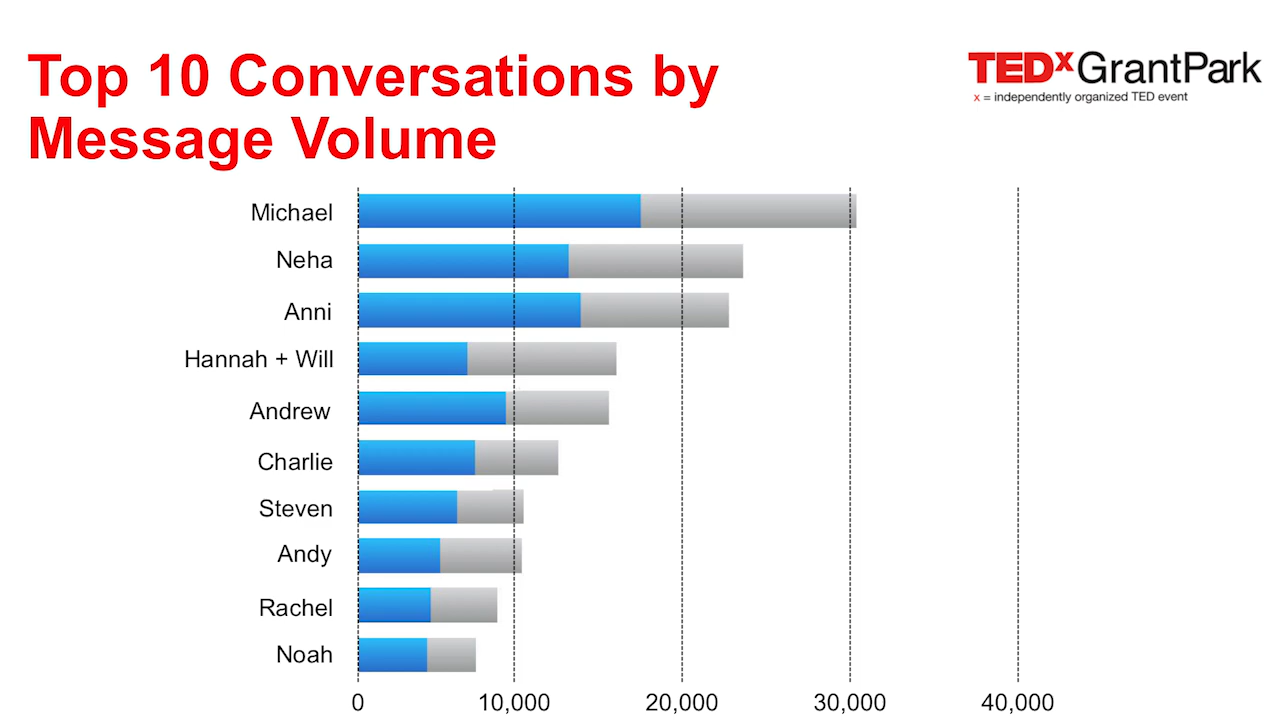 Top 10 Conversations by
Message Volume
TEDxGrantPark
x = independently organized TED event
Michael
Neha
Anni
Hannah + Will
Andrew
Charlie
Steven
Andy
Rachel
Noah
0 10,000 20,000 30,000 40,000